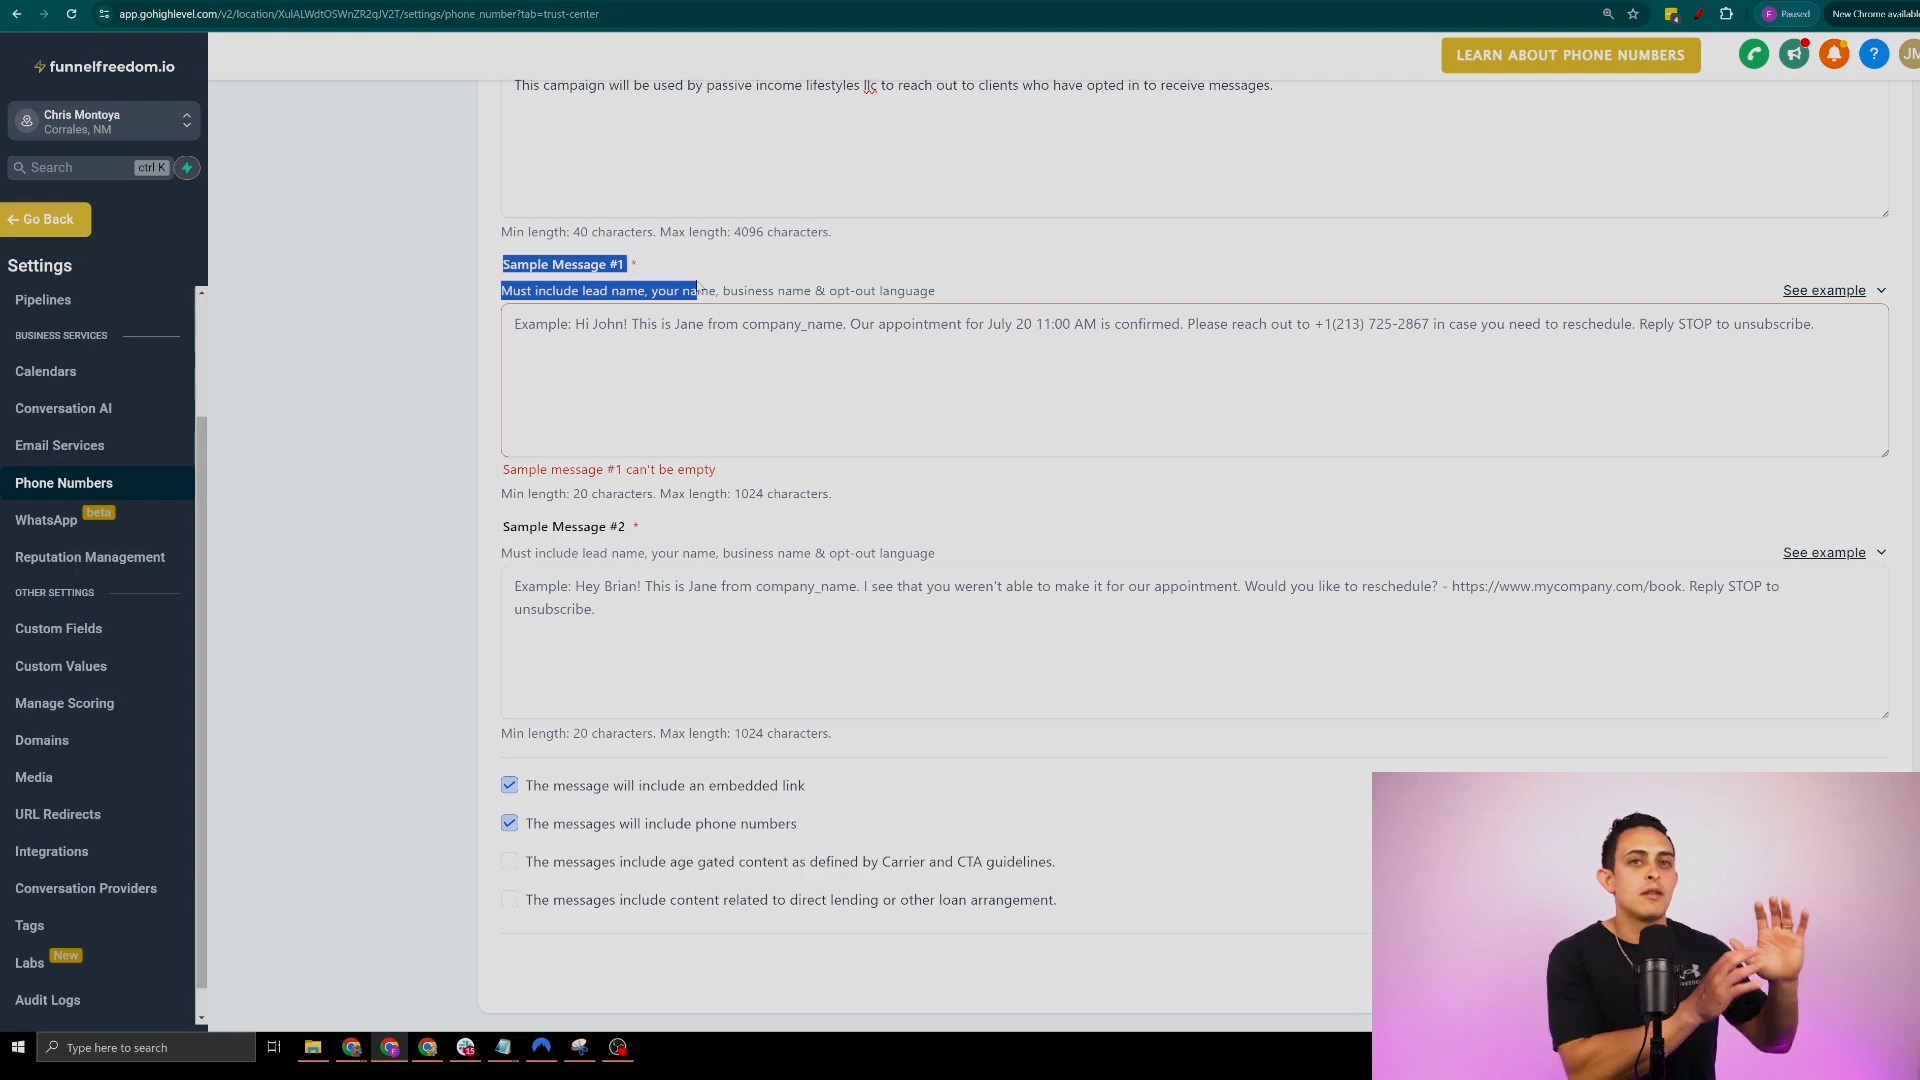 app.gohighlevel.com/v2/location/XulALWdtOSWnZR2qJV2T/settings/phone_number?tab=trust-center
4
F
Paused
New Chrome available
funnelfreedom.io
LEARN ABOUT PHONE NUMBERS
?
JM
Chris Montoya
Corrales, NM
Search
ctrl K
Go Back
Settings
Pipelines
BUSINESS SERVICES
Calendars
Conversation AI
Email Services
Phone Numbers
WhatsApp beta
Reputation Management
OTHER SETTINGS
Custom Fields
Custom Values
Manage Scoring
Domains
Media
URL Redirects
Integrations
Conversation Providers
Tags
Labs New
Audit Logs
This campaign will be used by passive income lifestyles llc to reach out to clients who have opted in to receive messages.
Min length: 40 characters. Max length: 4096 characters.
Sample Message #1 *
Must include lead name, your name, business name & opt-out language
See example
Example: Hi John! This is Jane from company_name. Our appointment for July 20 11:00 AM is confirmed. Please reach out to +1(213) 725-2867 in case you need to reschedule. Reply STOP to unsubscribe.
Sample message #1 can't be empty
Min length: 20 characters. Max length: 1024 characters.
Sample Message #2 *
Must include lead name, your name, business name & opt-out language
See example
Example: Hey Brian! This is Jane from company_name. I see that you weren't able to make it for our appointment. Would you like to reschedule? - https://www.mycompany.com/book. Reply STOP to
unsubscribe.
Min length: 20 characters. Max length: 1024 characters.
The message will include an embedded link
The messages will include phone numbers
The messages include age gated content as defined by Carrier and CTA guidelines.
The messages include content related to direct lending or other loan arrangement.
Type here to search
15